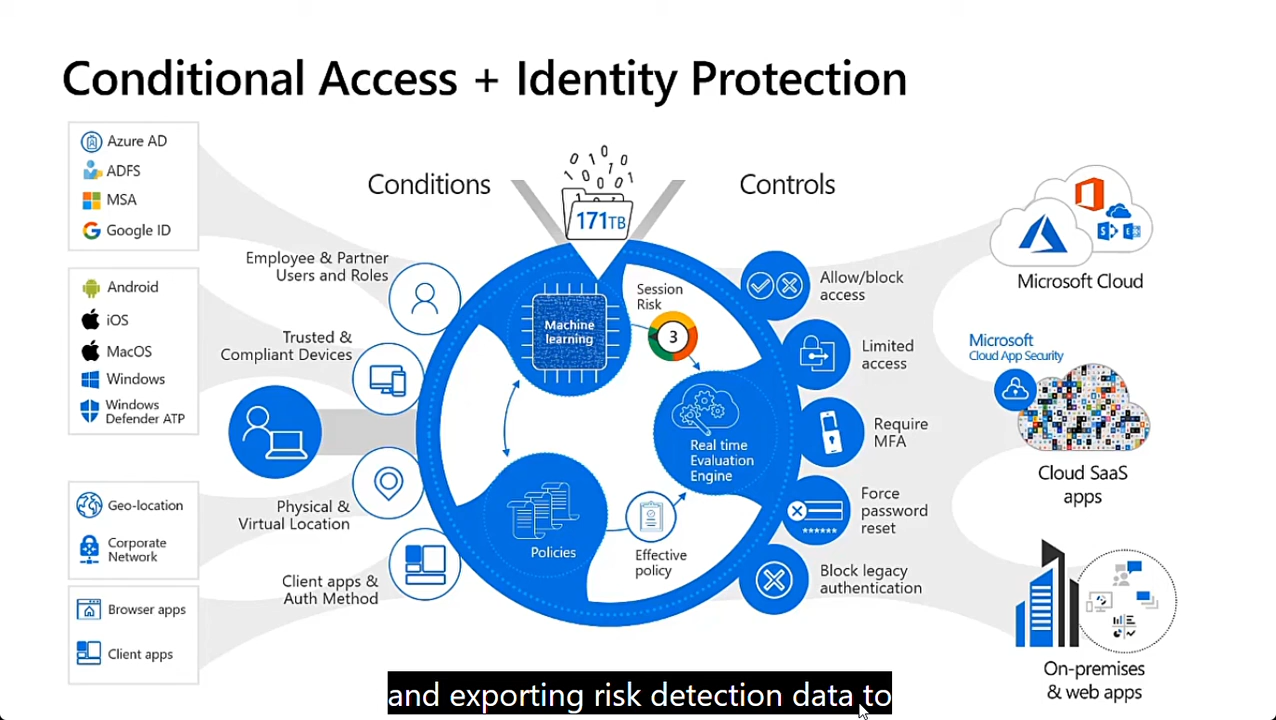 Conditional Access + Identity Protection
Azure AD
ADFS
MSA
Google ID
Android
iOS
MacOS
Windows
Windows
Defender ATP
Geo-location
Corporate
Network
Browser apps
Client apps
Conditions
Employee & Partner
Users and Roles
Trusted &
Compliant Devices
Physical &
Virtual Location
Client apps &
Auth Method
171TB
Machine
learning
Session
Risk
3
Real time
Evaluation
Engine
Policies
Effective
policy
Controls
Allow/block
access
Limited
access
Require
MFA
Force
password
reset
Block legacy
authentication
Microsoft Cloud
Microsoft
Cloud App Security
Cloud SaaS
apps
On-premises
& web apps
and exporting risk detection data to